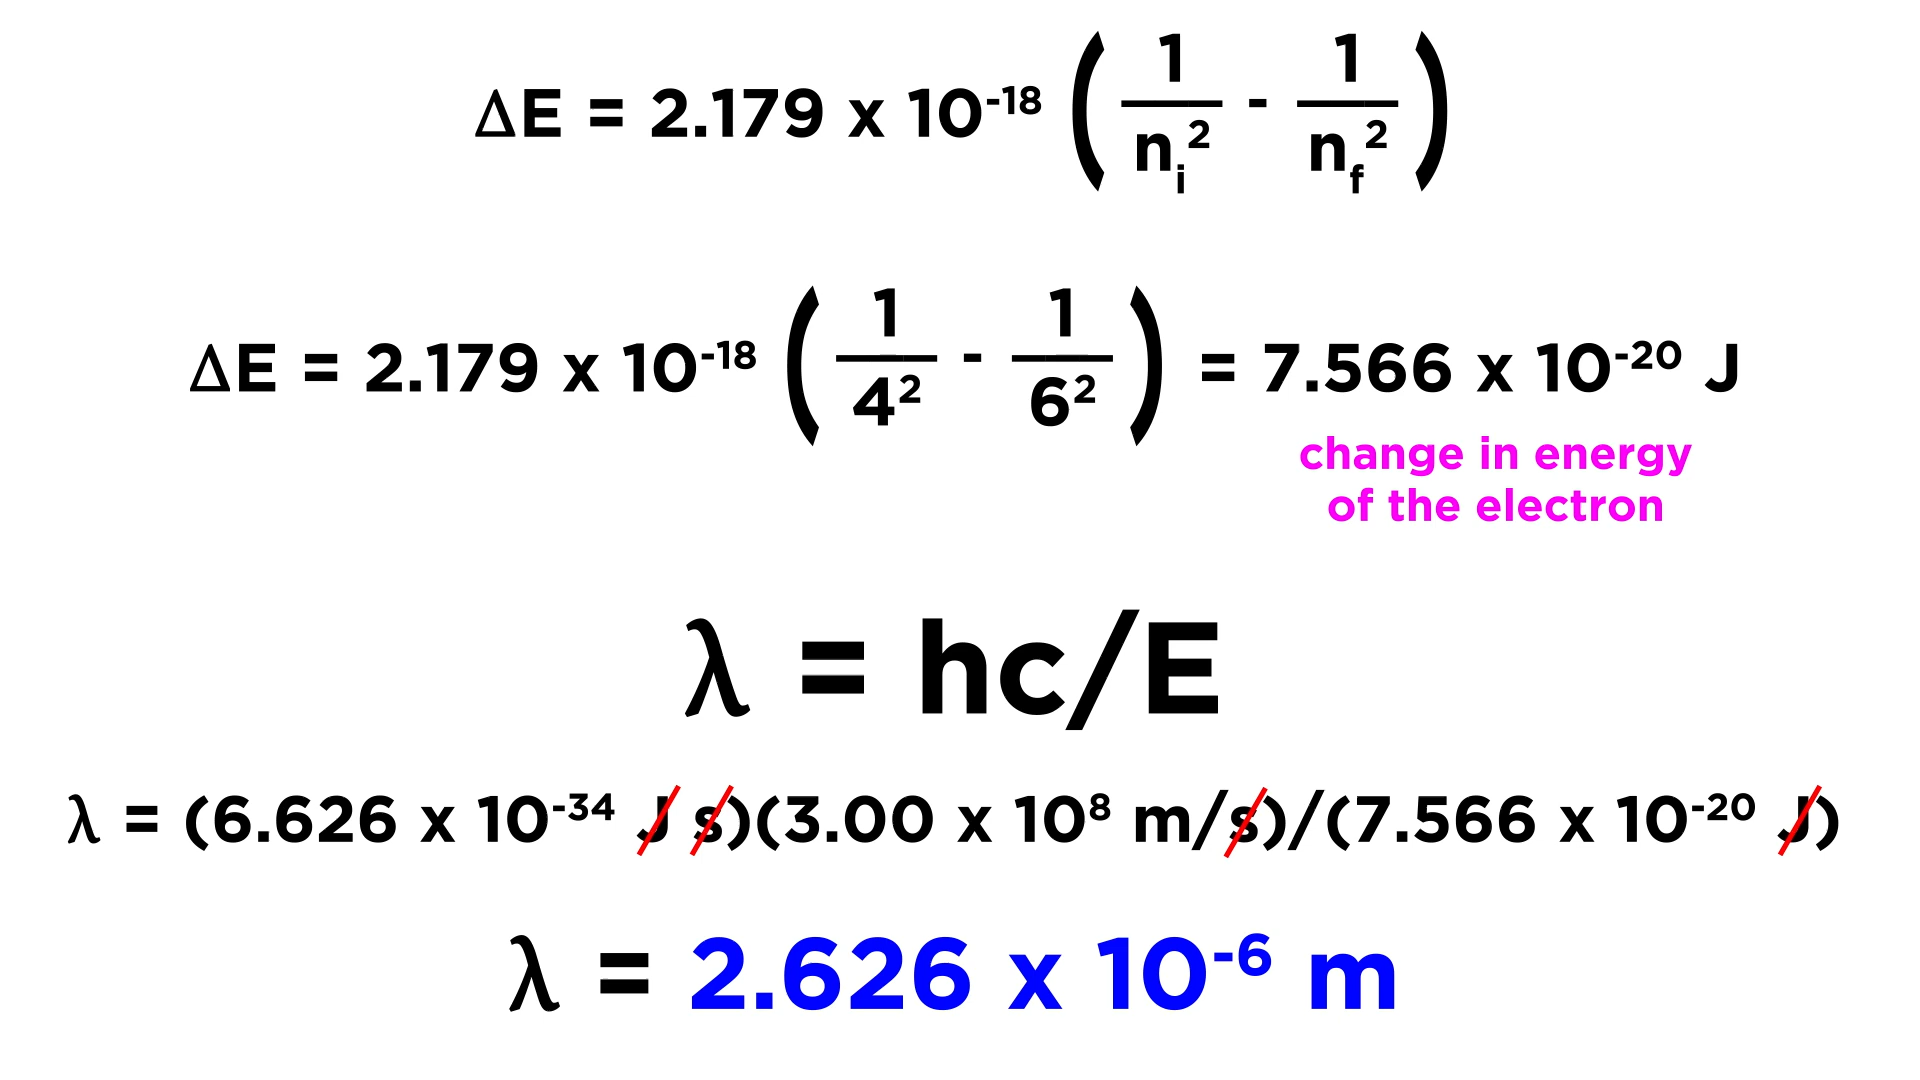 ΔE = 2.179 x 10⁻¹⁸ (1/nᵢ² - 1/n_f²)
ΔE = 2.179 x 10⁻¹⁸ (1/4² - 1/6²) = 7.566 x 10⁻²⁰ J
change in energy
of the electron
λ = hc/E
λ = (6.626 x 10⁻³⁴ J s)(3.00 x 10⁸ m/s)/(7.566 x 10⁻²⁰ J)
λ = 2.626 x 10⁻⁶ m